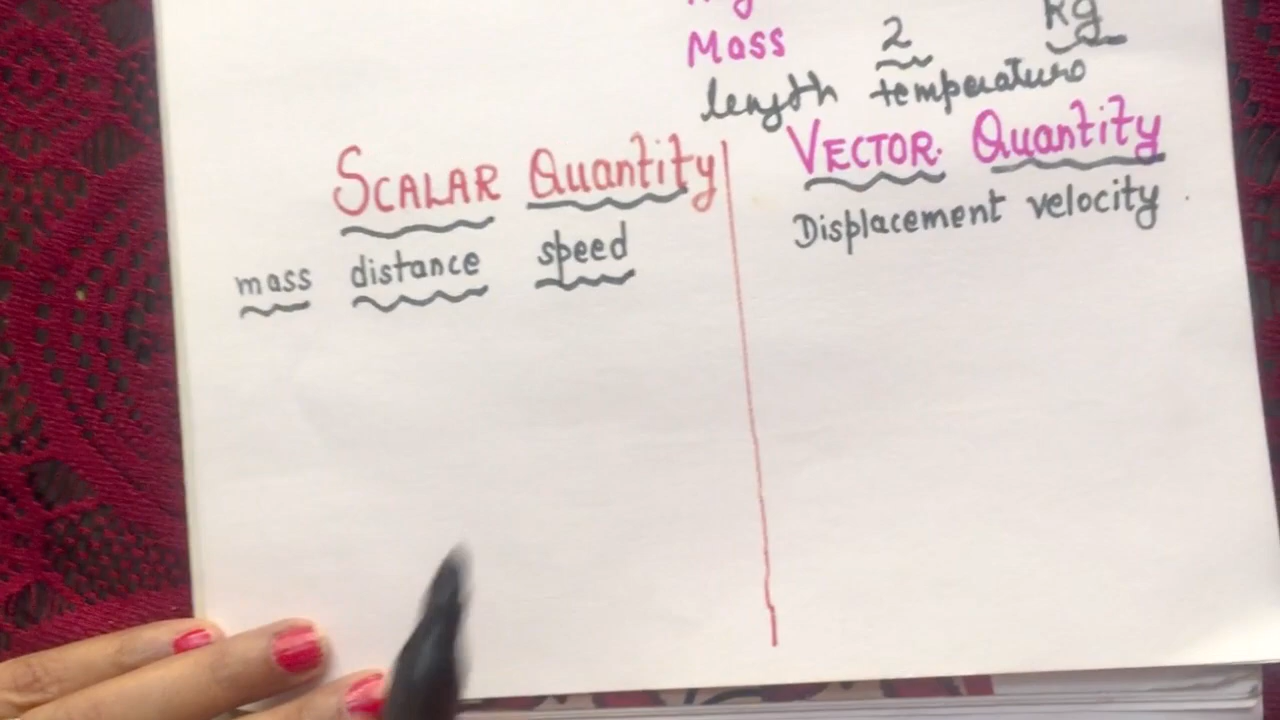 Mass 2 kg
length temperature
SCALAR Quantity VECTOR. Quantity
mass distance speed Displacement velocity .